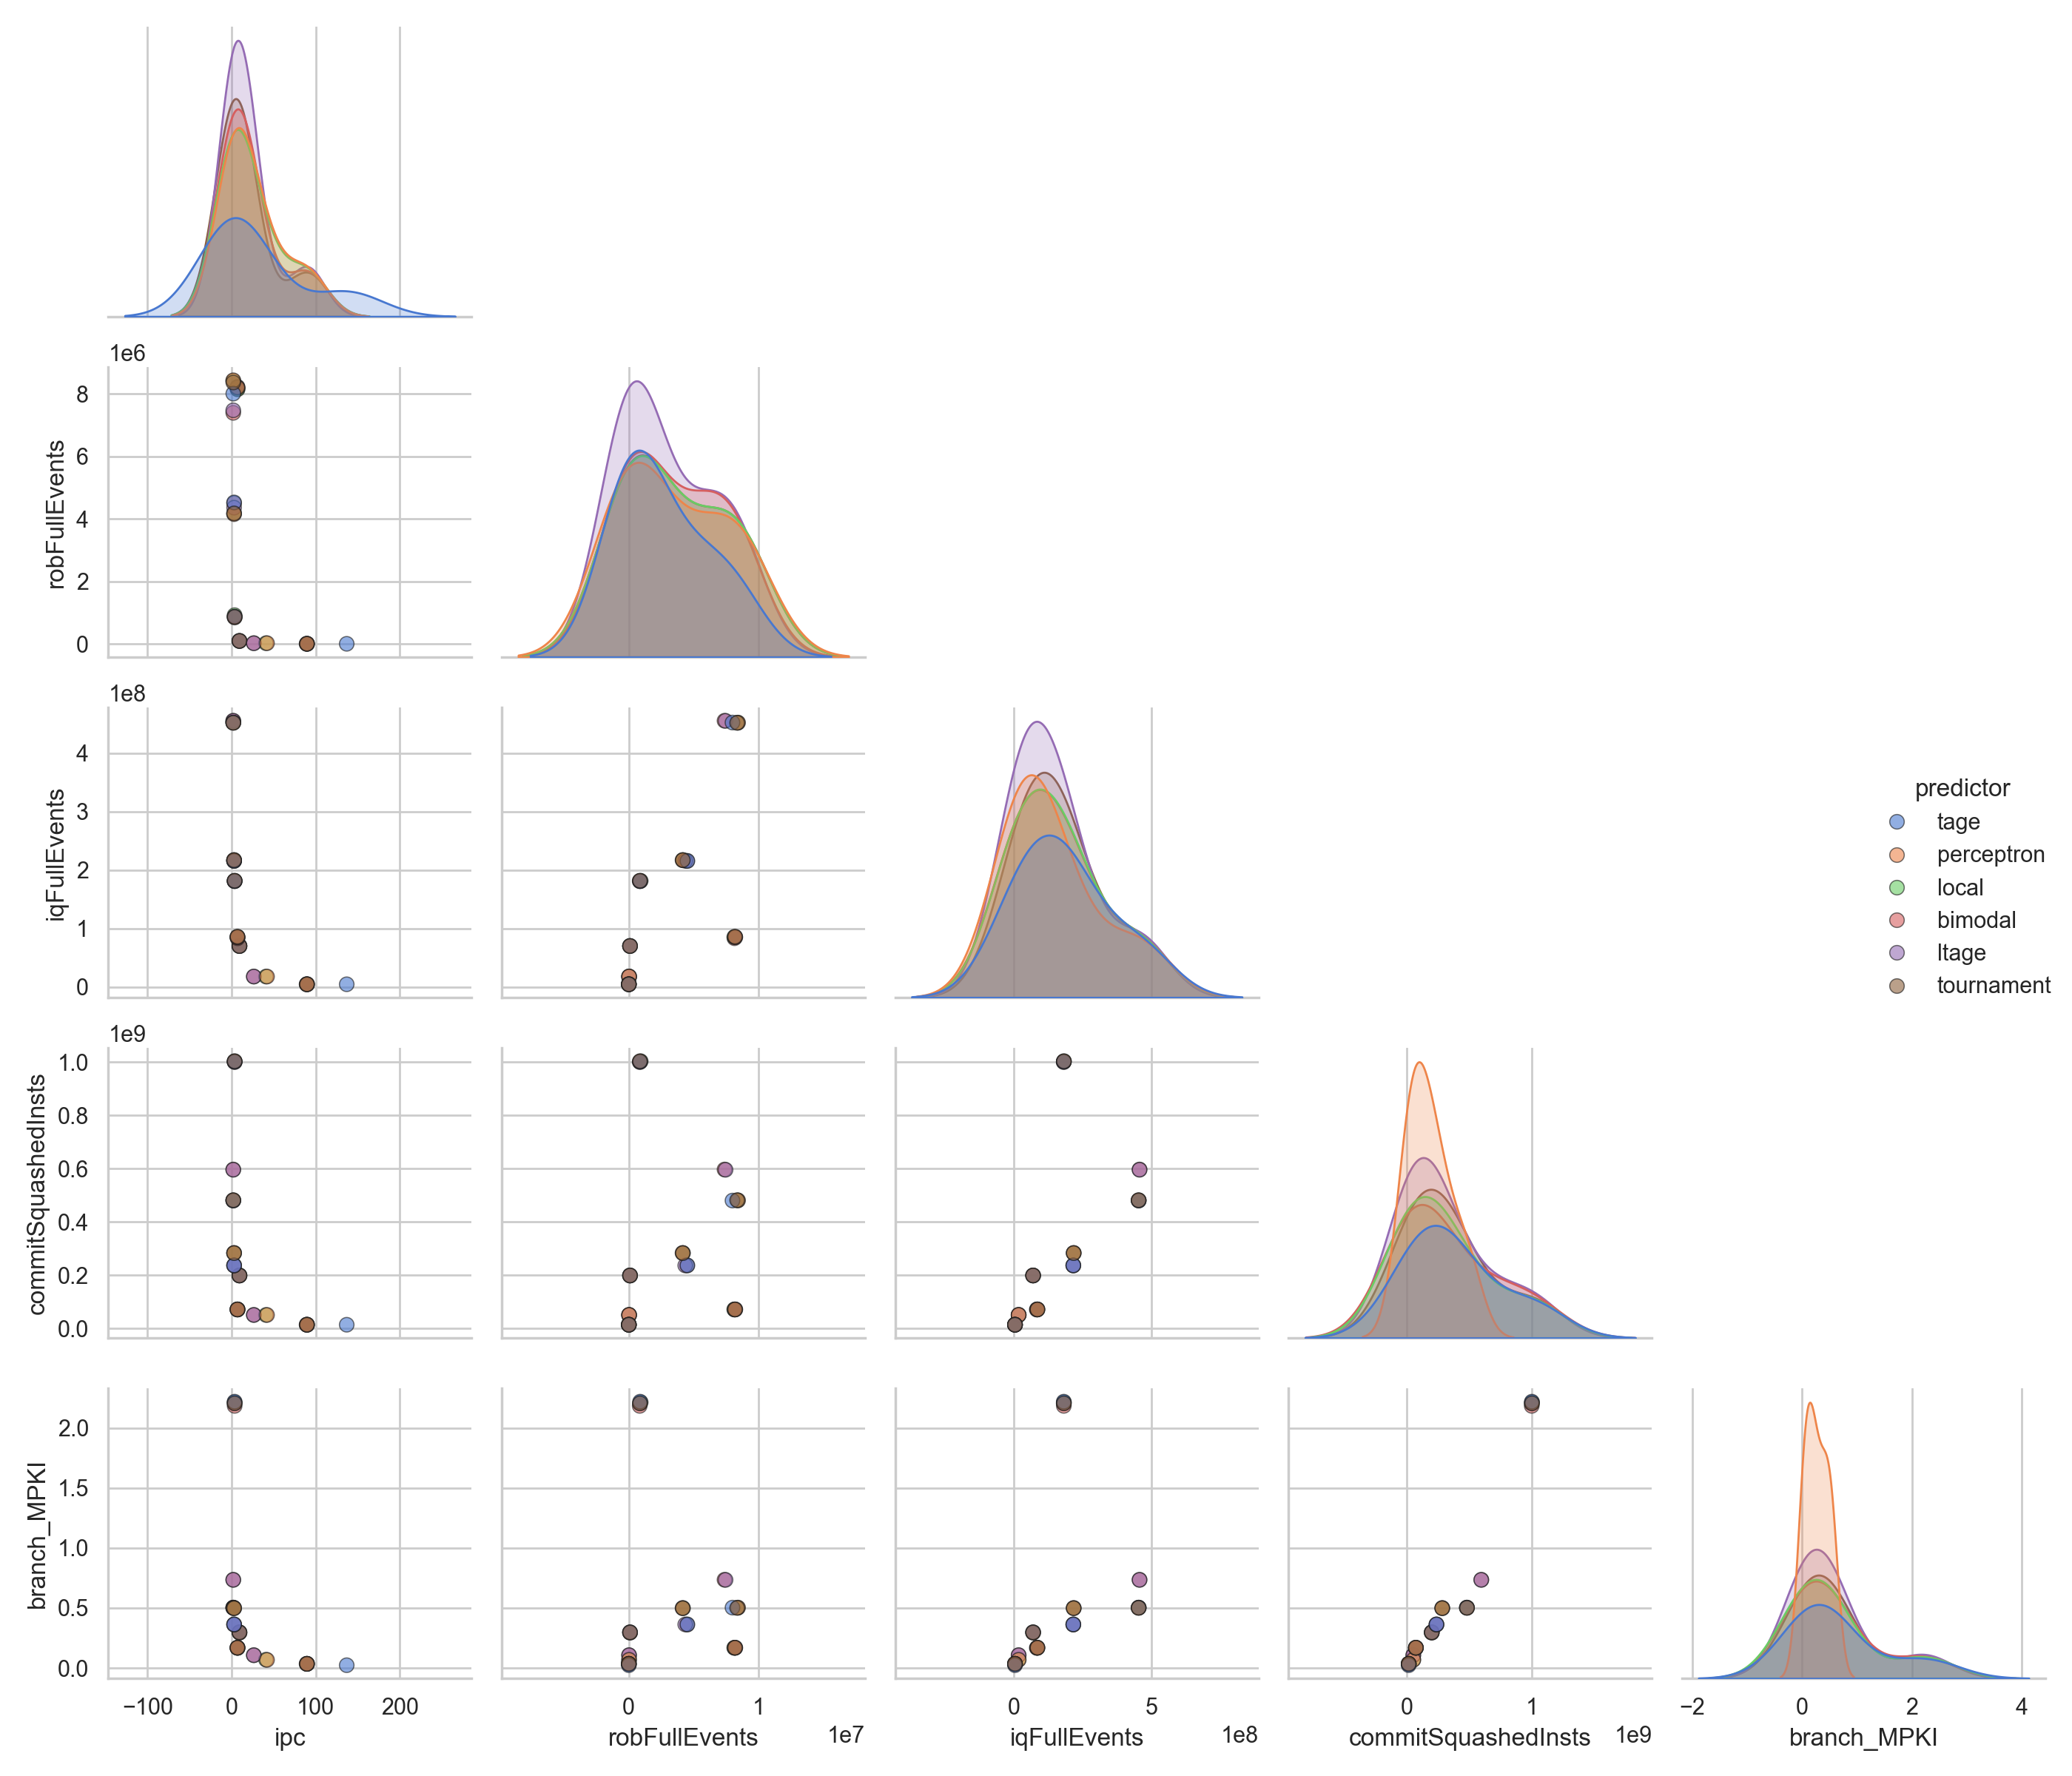 1e6
8
6
4
2
0
robFullEvents
1e8
4
3
2
1
0
iqFullEvents
predictor
tage
perceptron
local
bimodal
ltage
tournament
1e9
1.0
0.8
0.6
0.4
0.2
0.0
commitSquashedInsts
2.0
1.5
1.0
0.5
0.0
branch_MPKI
−100 0 100 200
ipc
0 1
robFullEvents 1e7
0 5
iqFullEvents 1e8
0 1
commitSquashedInsts 1e9
−2 0 2 4
branch_MPKI